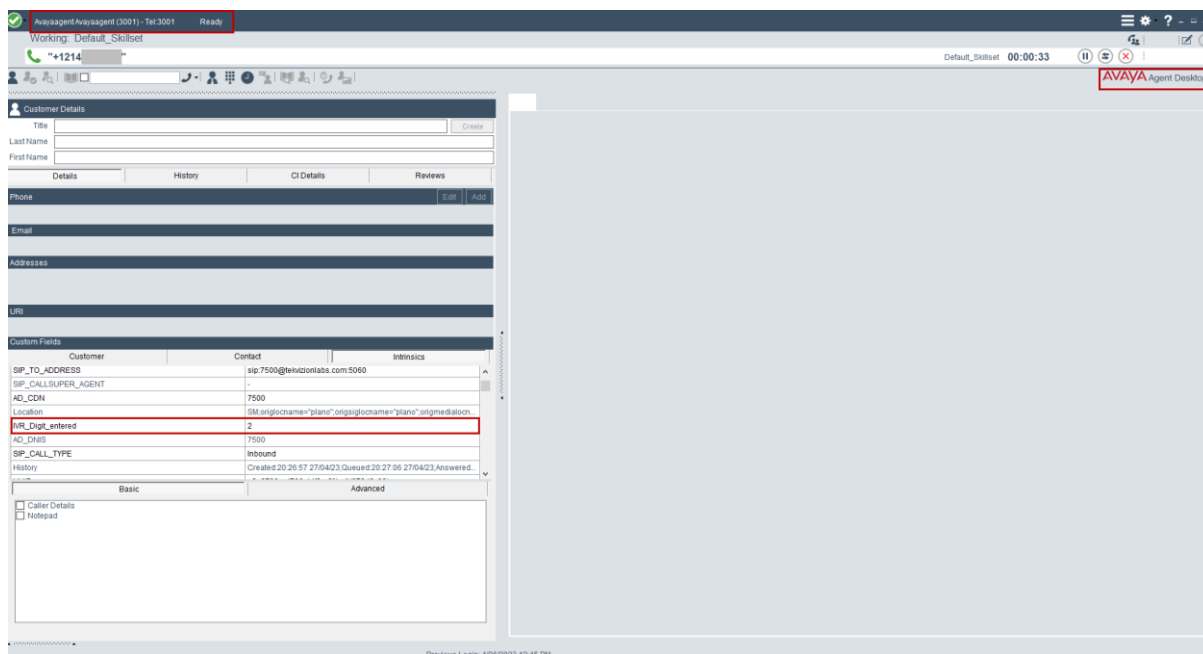 Avayaagent Avayaagent (3001) - Tel:3001 Ready
?
Working: Default_Skillset
"+1214 "
Default_Skillset 00:00:33
AVAYA Agent Deskto
Customer Details
Title
Create
Last Name
First Name
Details History CI Details Reviews
Phone Edit Add
Email
Addresses
URI
Custom Fields
Customer Contact Intrinsics
SIP_TO_ADDRESS sip:7500@tekvizionlabs.com:5060
SIP_CALLSUPER_AGENT -
AD_CDN 7500
Location SM;origlocname="plano";origsiglocname="plano";origmedialocn...
IVR_Digit_entered 2
AD_DNIS 7500
SIP_CALL_TYPE Inbound
History Created:20:26:57 27/04/23;Queued:20:27:06 27/04/23;Answered...
Basic Advanced
Caller Details
Notepad